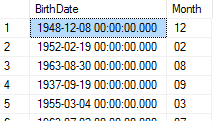 BirthDate Month
1 1948-12-08 00:00:00.000 12
2 1952-02-19 00:00:00.000 02
3 1963-08-30 00:00:00.000 08
4 1937-09-19 00:00:00.000 09
5 1955-03-04 00:00:00.000 03